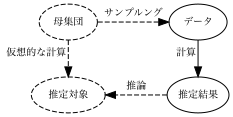 母集団
サンプルング
データ
仮想的な計算
計算
推定対象
推論
推定結果